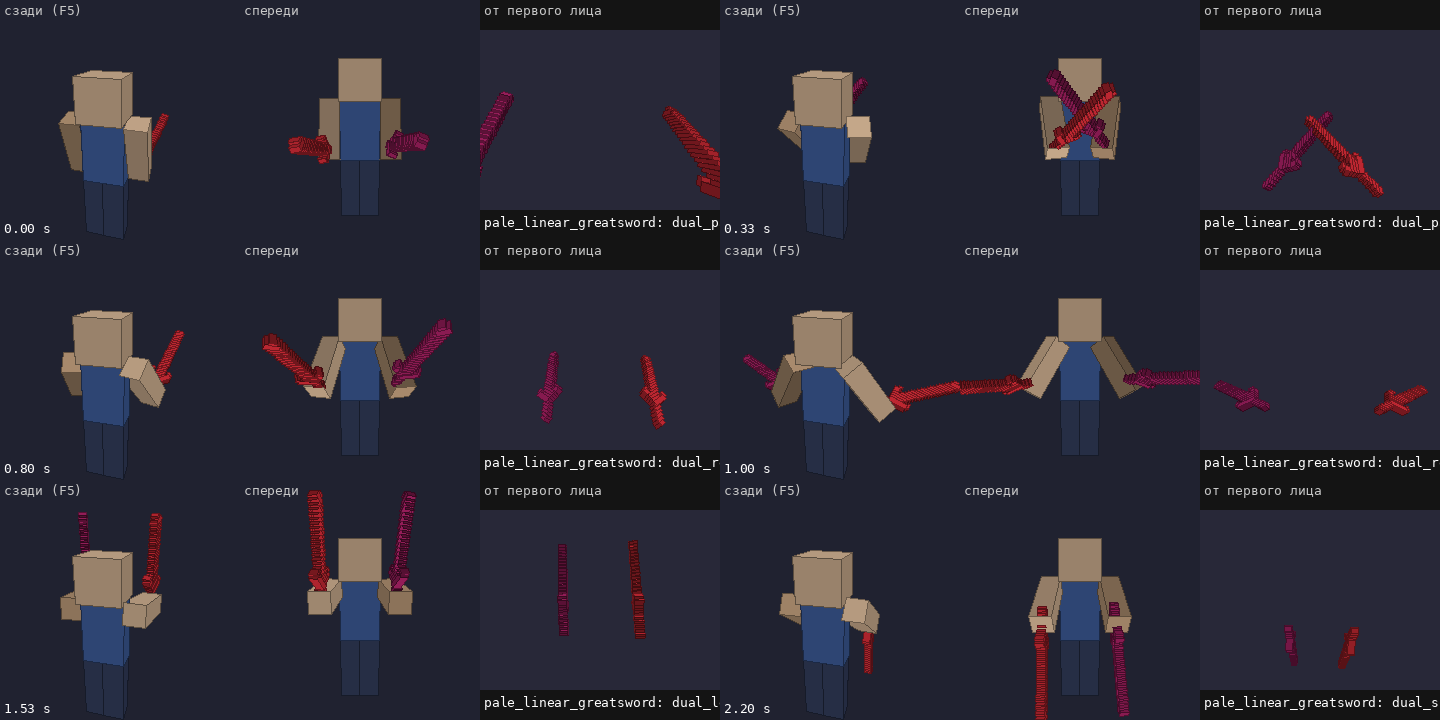 сзади (F5) спереди от первого лица сзади (F5) спереди от первого лица
0.00 s pale_linear_greatsword: dual_p 0.33 s pale_linear_greatsword: dual_p
сзади (F5) спереди от первого лица сзади (F5) спереди от первого лица
0.80 s pale_linear_greatsword: dual_r 1.00 s pale_linear_greatsword: dual_r
сзади (F5) спереди от первого лица сзади (F5) спереди от первого лица
1.53 s pale_linear_greatsword: dual_l 2.20 s pale_linear_greatsword: dual_s